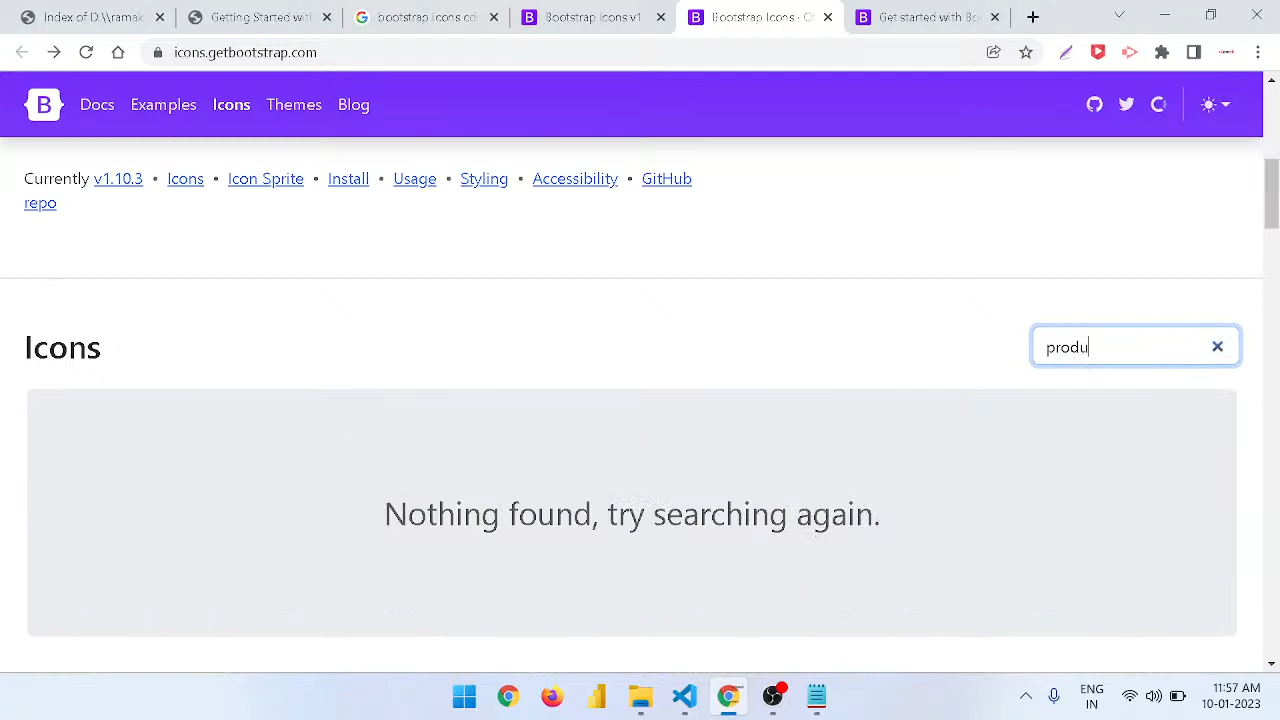 Index of D:\\ramak
Getting Started with
bootstrap icons cdn
Bootstrap Icons v1
Bootstrap Icons · O
Get started with Bo
icons.getbootstrap.com
B Docs Examples Icons Themes Blog
Currently v1.10.3 • Icons • Icon Sprite • Install • Usage • Styling • Accessibility • GitHub
repo
Icons
produ
Nothing found, try searching again.
ENG
IN
11:57 AM
10-01-2023